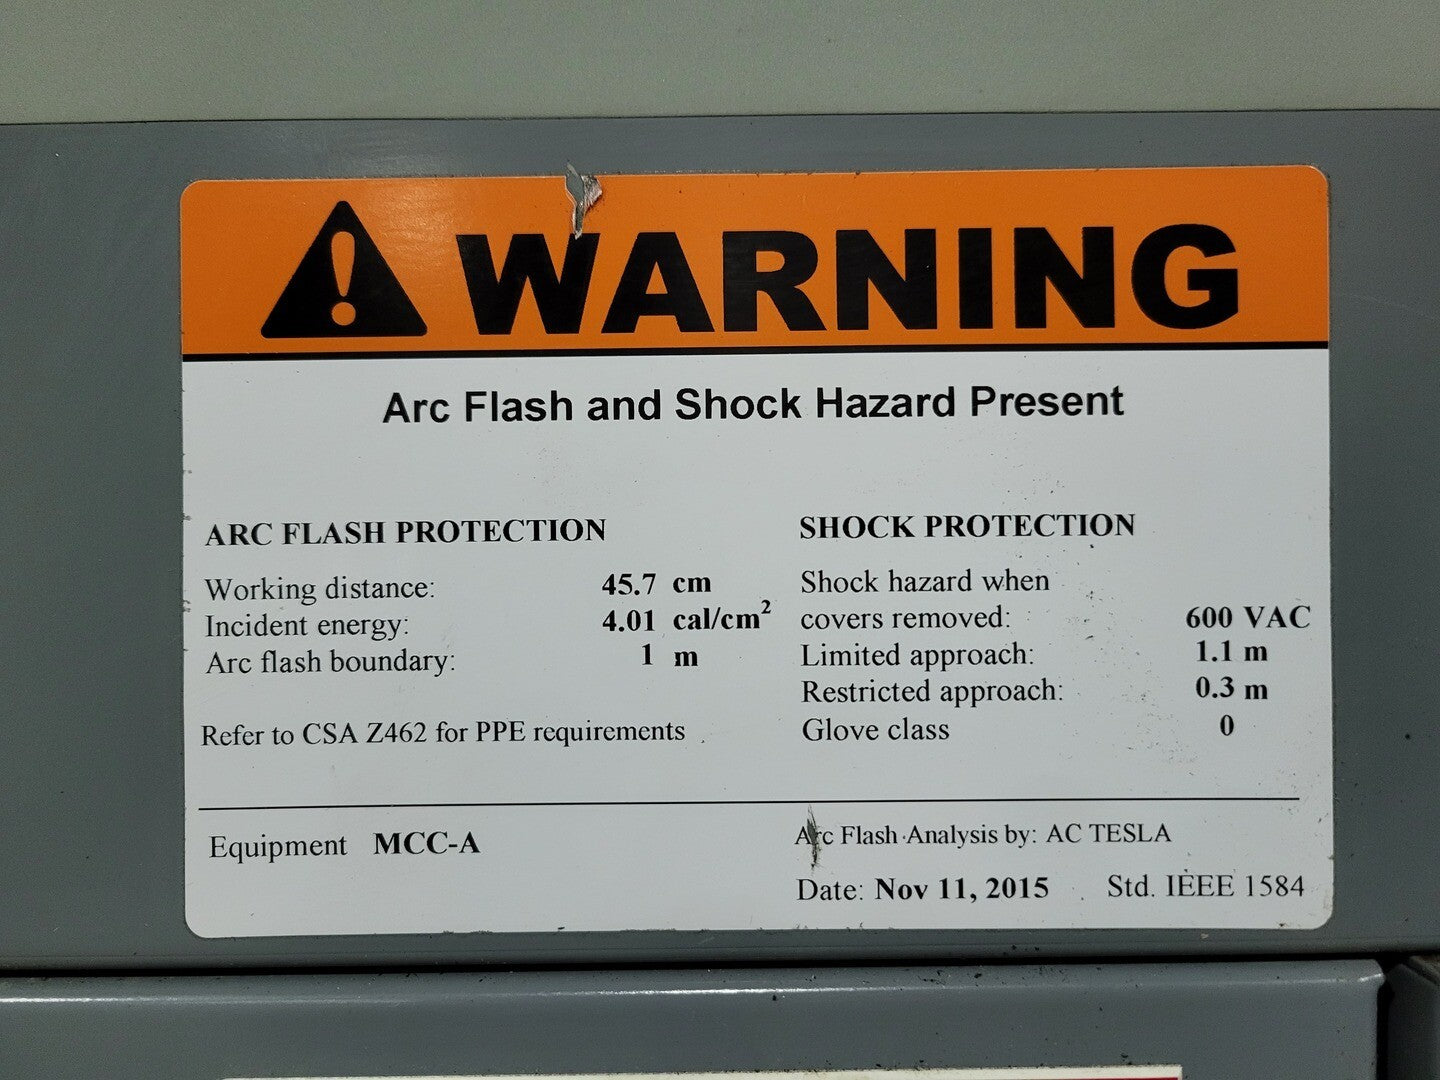 WARNING
Arc Flash and Shock Hazard Present
ARC FLASH PROTECTION
Working distance: 45.7 cm
Incident energy: 4.01 cal/cm²
Arc flash boundary: 1 m
Refer to CSA Z462 for PPE requirements
SHOCK PROTECTION
Shock hazard when
covers removed: 600 VAC
Limited approach: 1.1 m
Restricted approach: 0.3 m
Glove class 0
Equipment MCC-A
Arc Flash Analysis by: AC TESLA
Date: Nov 11, 2015 Std. IEEE 1584